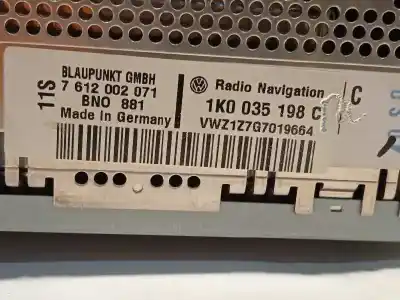 11S
BLAUPUNKT GMBH
7 612 002 071
BNO 881
Made in Germany
Radio Navigation
1K0 035 198 C
VWZ1Z7G7019664
C